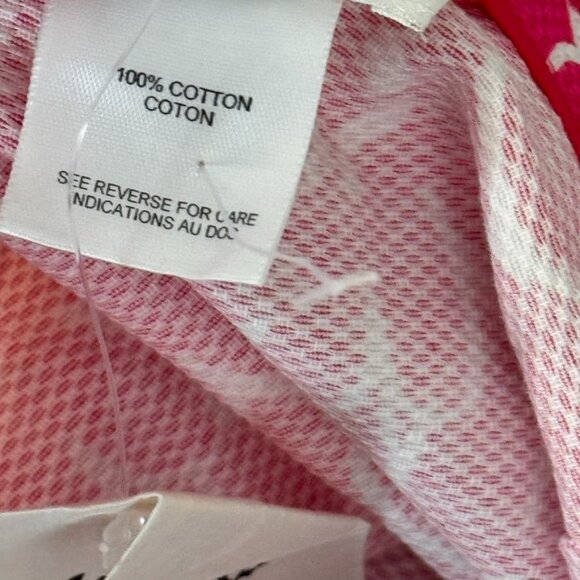 100% COTTON
COTON
SEE REVERSE FOR CARE
INDICATIONS AU DOS